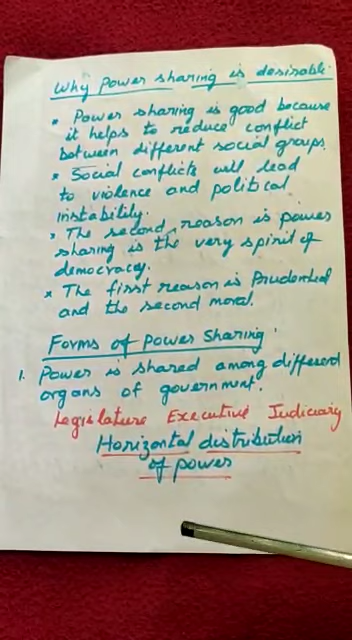 Why Power sharing is desirable.
* Power sharing is good because
it helps to reduce conflict
between different social groups.
* Social conflicts will lead
to violence and political
instability.
* The second reason is power
sharing is the very spirit of
democracy.
* The first reason is Prudential
and the second moral.
Forms of Power Sharing
1. Power is shared among different
organs of government.
Legislature Executive Judiciary
Horizontal distribution
of power